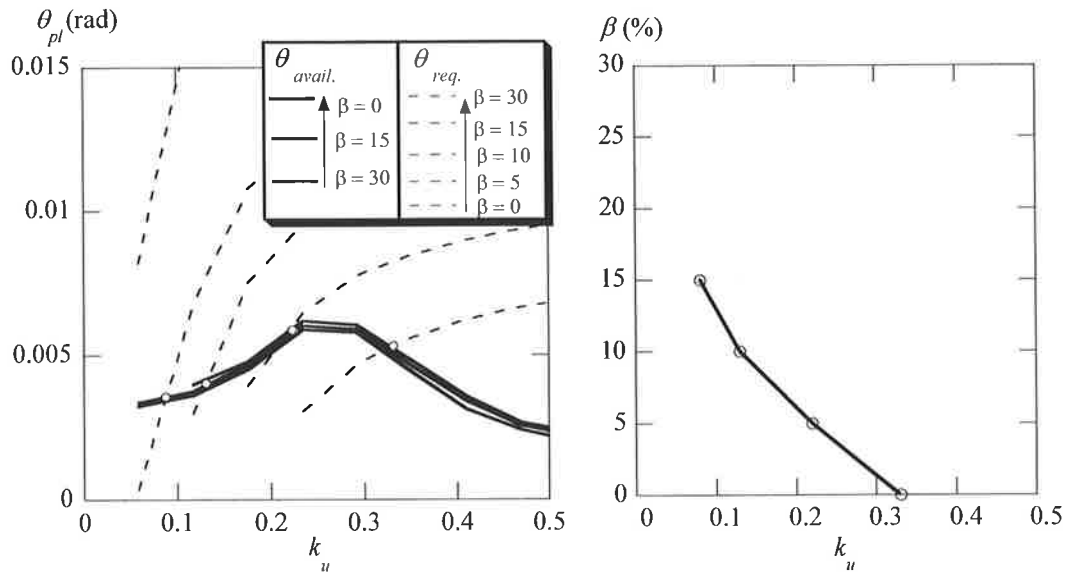 θpl (rad)
0.015
0.01
0.005
0
0
0.1
0.2
0.3
0.4
0.5
ku
θavail.
β = 0
β = 15
β = 30
θreq.
β = 30
β = 15
β = 10
β = 5
β = 0
β (%)
30
25
20
15
10
5
0
0
0.1
0.2
0.3
0.4
0.5
ku